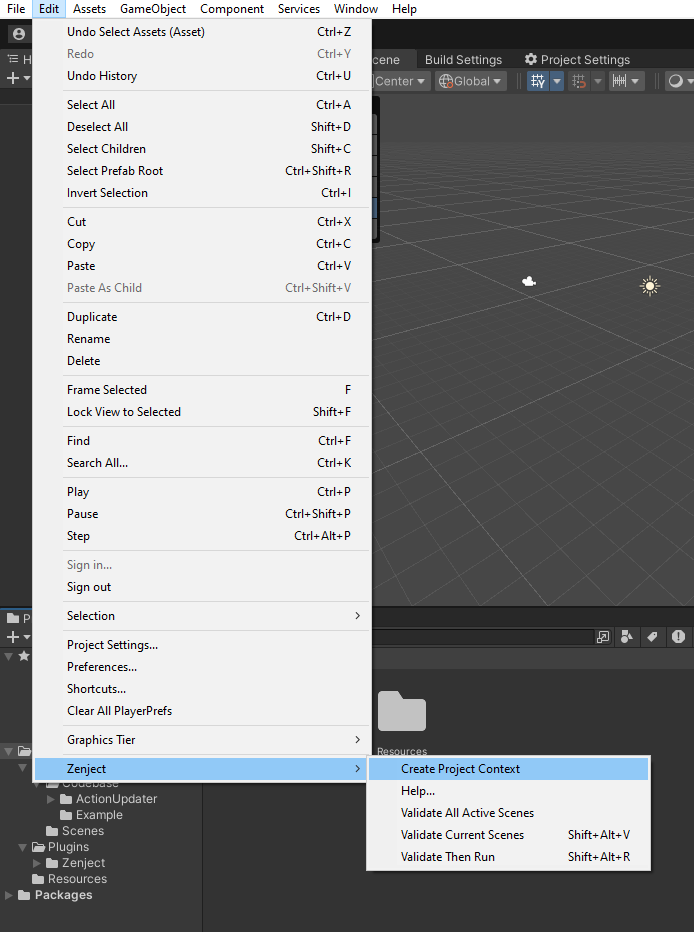 File Edit Assets GameObject Component Services Window Help
Undo Select Assets (Asset) Ctrl+Z
Redo Ctrl+Y
Undo History Ctrl+U
Select All Ctrl+A
Deselect All Shift+D
Select Children Shift+C
Select Prefab Root Ctrl+Shift+R
Invert Selection Ctrl+I
Cut Ctrl+X
Copy Ctrl+C
Paste Ctrl+V
Paste As Child Ctrl+Shift+V
Duplicate Ctrl+D
Rename
Delete
Frame Selected F
Lock View to Selected Shift+F
Find Ctrl+F
Search All... Ctrl+K
Play Ctrl+P
Pause Ctrl+Shift+P
Step Ctrl+Alt+P
Sign in...
Sign out
Selection
Project Settings...
Preferences...
Shortcuts...
Clear All PlayerPrefs
Graphics Tier
Zenject
Create Project Context
Help...
Validate All Active Scenes
Validate Current Scenes Shift+Alt+V
Validate Then Run Shift+Alt+R
H
cene Build Settings Project Settings
Center Global
P
Resources
Codebase
ActionUpdater
Example
Scenes
Plugins
Zenject
Resources
Packages